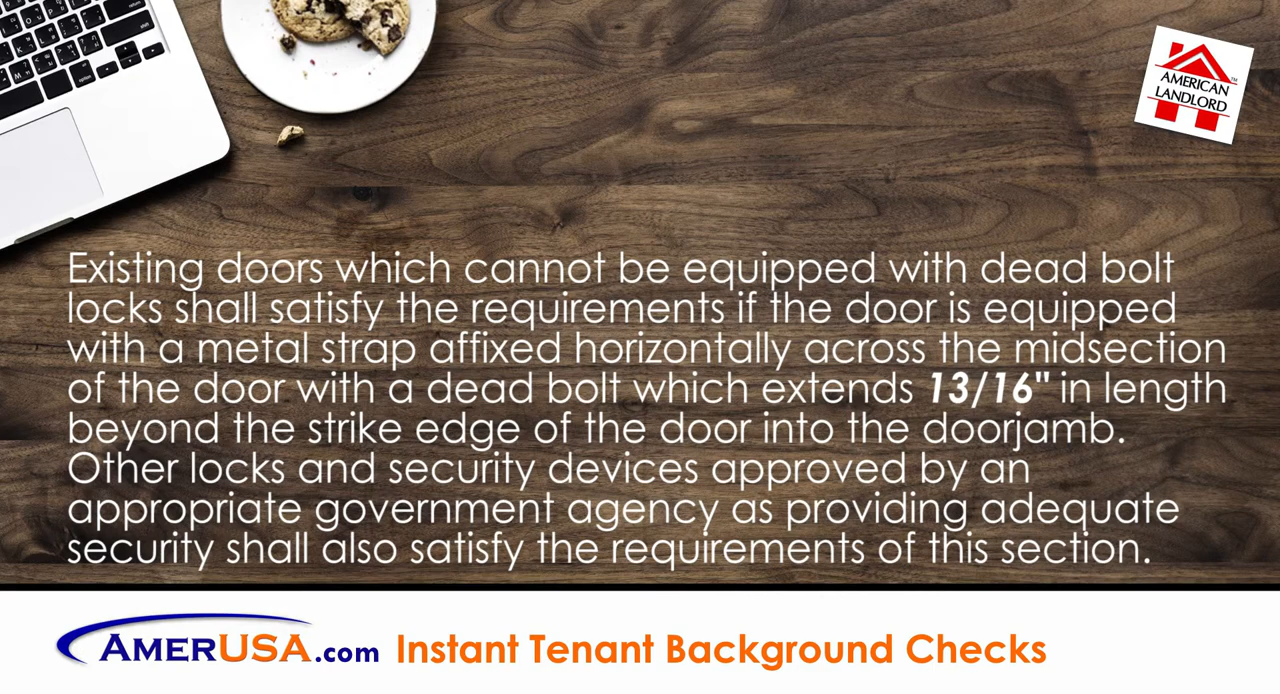 AMERICAN
LANDLORD
Existing doors which cannot be equipped with dead bolt
locks shall satisfy the requirements if the door is equipped
with a metal strap affixed horizontally across the midsection
of the door with a dead bolt which extends 13/16" in length
beyond the strike edge of the door into the doorjamb.
Other locks and security devices approved by an
appropriate government agency as providing adequate
security shall also satisfy the requirements of this section.
AMERUSA.com Instant Tenant Background Checks